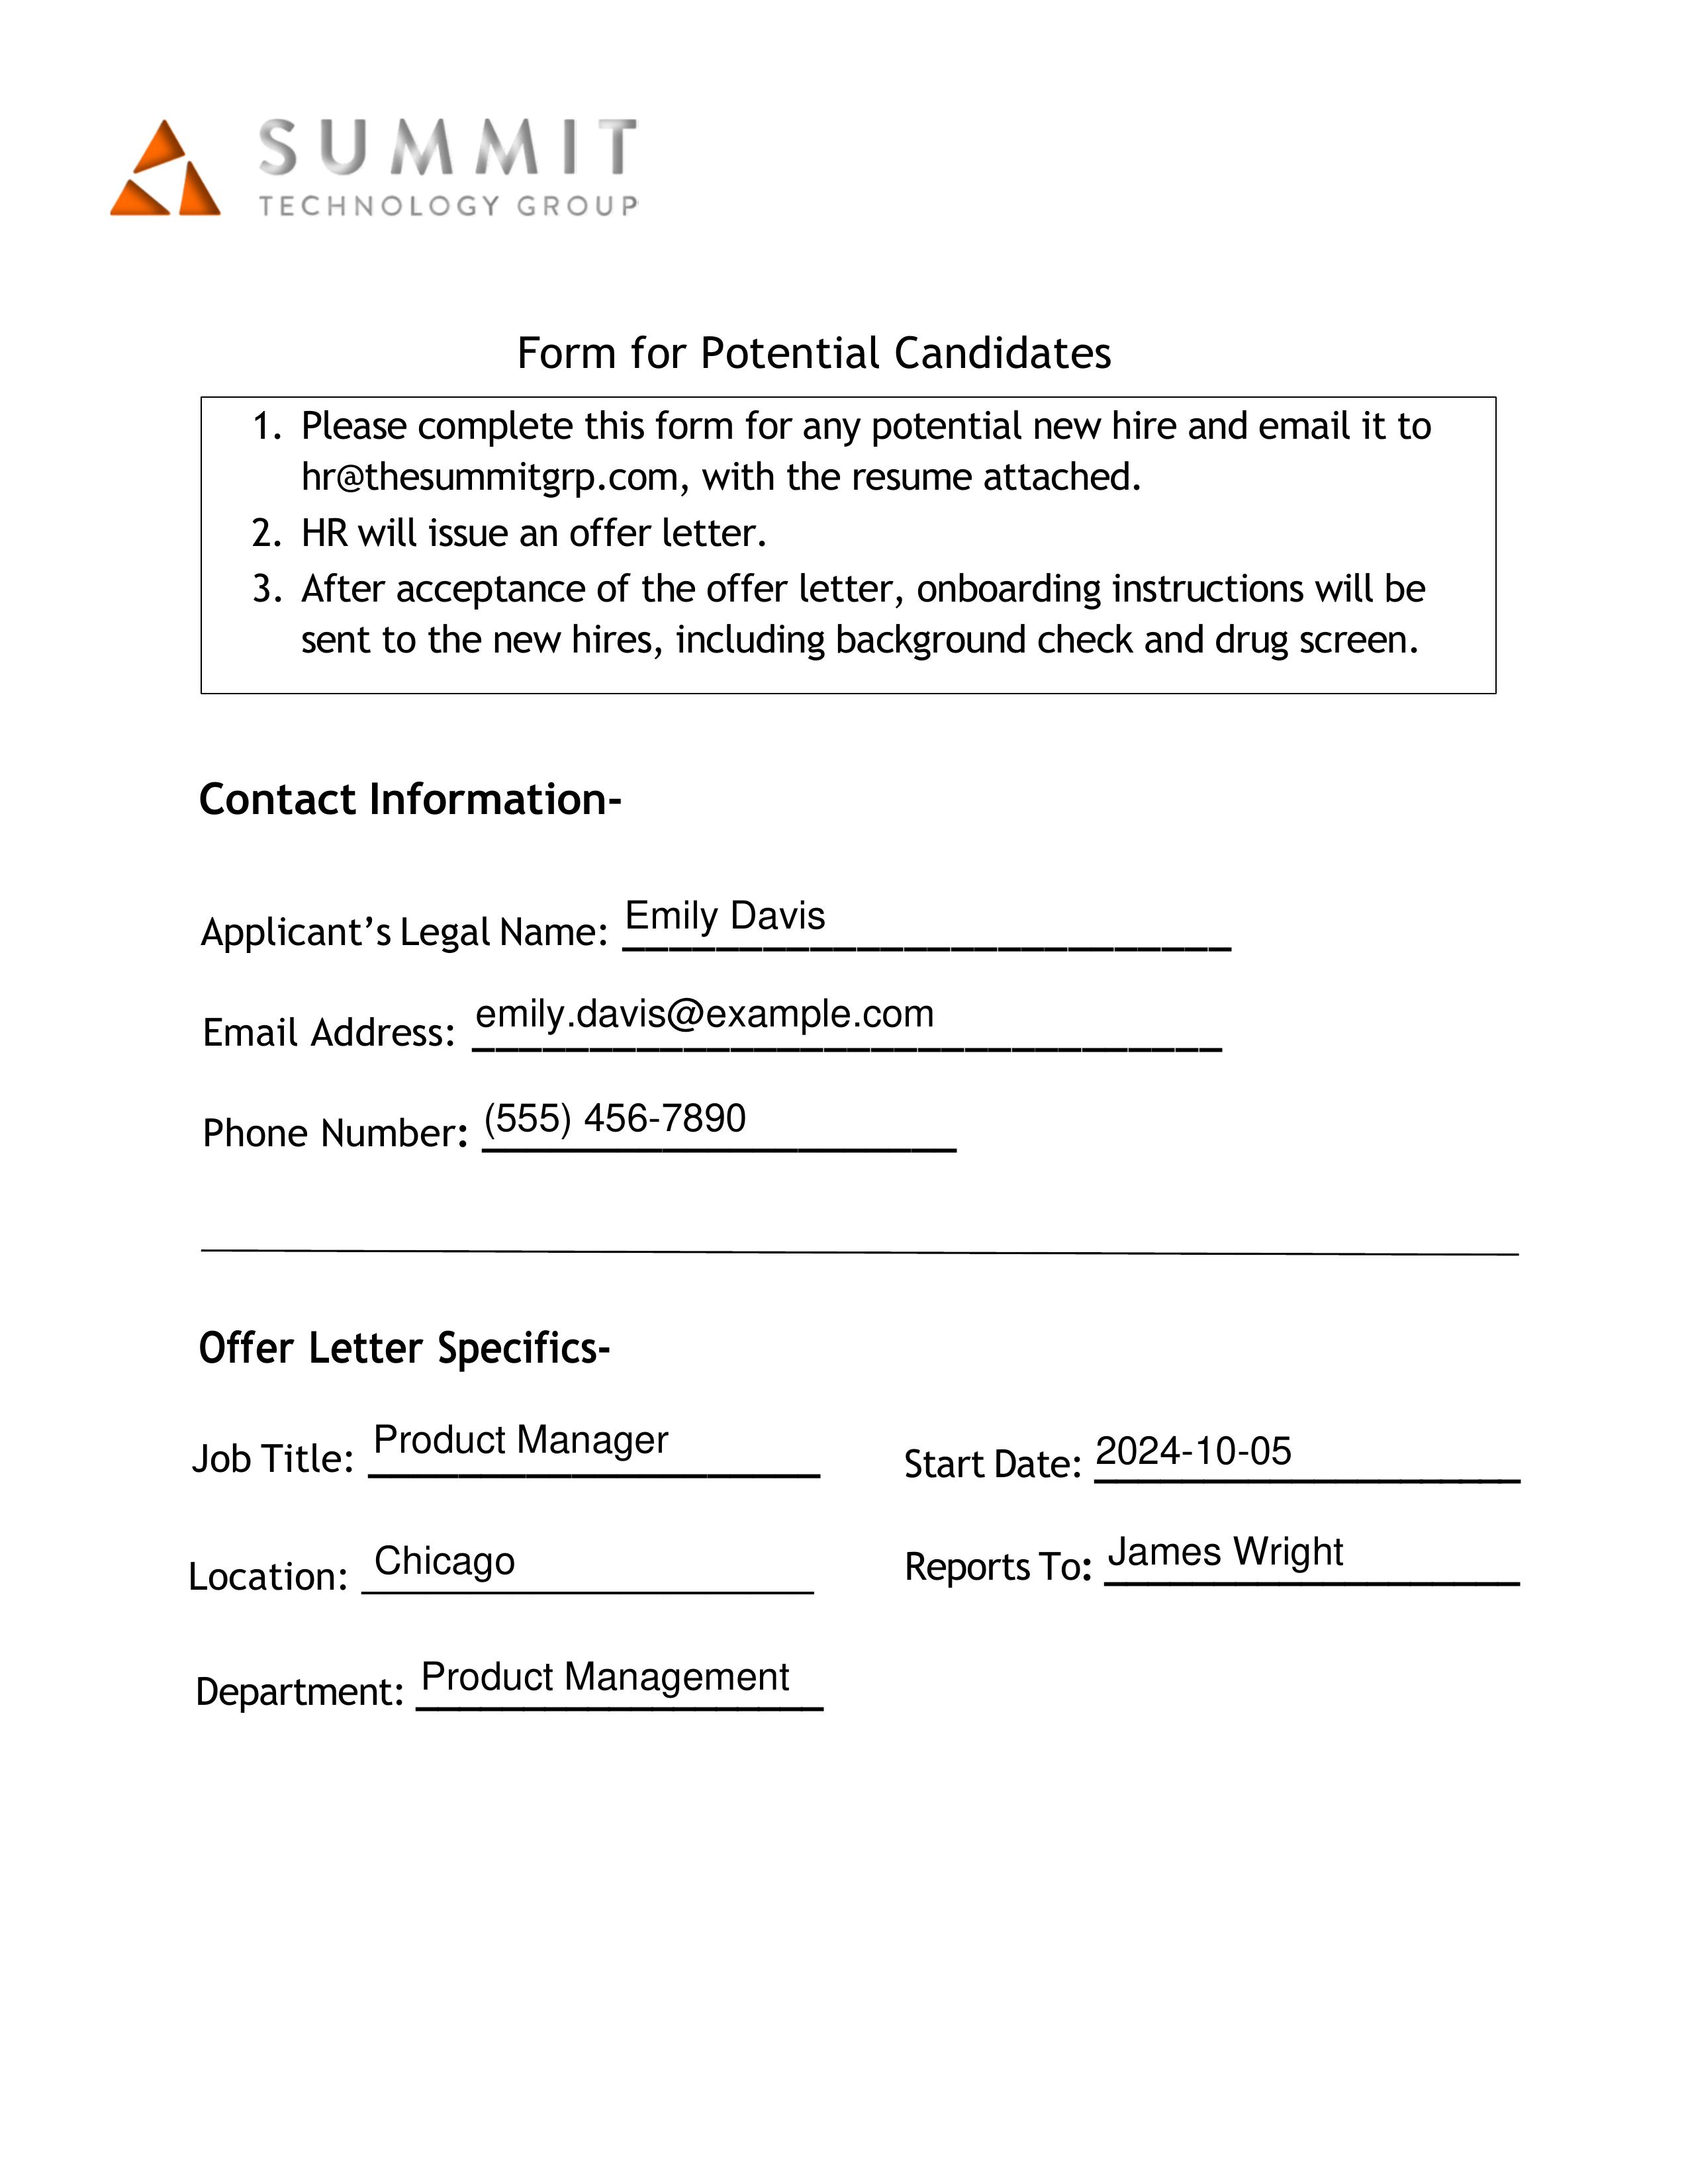 SUMMIT
TECHNOLOGY GROUP
Form for Potential Candidates
1. Please complete this form for any potential new hire and email it to
hr@thesummitgrp.com, with the resume attached.
2. HR will issue an offer letter.
3. After acceptance of the offer letter, onboarding instructions will be
sent to the new hires, including background check and drug screen.
Contact Information-
Applicant’s Legal Name: Emily Davis
Email Address: emily.davis@example.com
Phone Number: (555) 456-7890
Offer Letter Specifics-
Job Title: Product Manager Start Date: 2024-10-05
Location: Chicago Reports To: James Wright
Department: Product Management